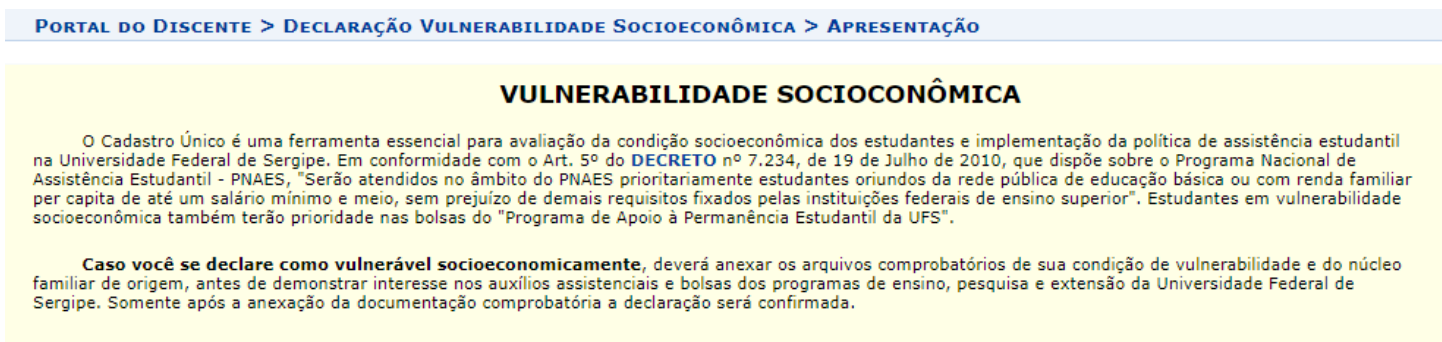 Portal do Discente > Declaração Vulnerabilidade Socioeconômica > Apresentação
VULNERABILIDADE SOCIOCONÔMICA
O Cadastro Único é uma ferramenta essencial para avaliação da condição socioeconômica dos estudantes e implementação da política de assistência estudantil
na Universidade Federal de Sergipe. Em conformidade com o Art. 5º do DECRETO nº 7.234, de 19 de Julho de 2010, que dispõe sobre o Programa Nacional de
Assistência Estudantil - PNAES, "Serão atendidos no âmbito do PNAES prioritariamente estudantes oriundos da rede pública de educação básica ou com renda familiar
per capita de até um salário mínimo e meio, sem prejuízo de demais requisitos fixados pelas instituições federais de ensino superior". Estudantes em vulnerabilidade
socioeconômica também terão prioridade nas bolsas do "Programa de Apoio à Permanência Estudantil da UFS".
Caso você se declare como vulnerável socioeconomicamente, deverá anexar os arquivos comprobatórios de sua condição de vulnerabilidade e do núcleo
familiar de origem, antes de demonstrar interesse nos auxílios assistenciais e bolsas dos programas de ensino, pesquisa e extensão da Universidade Federal de
Sergipe. Somente após a anexação da documentação comprobatória a declaração será confirmada.